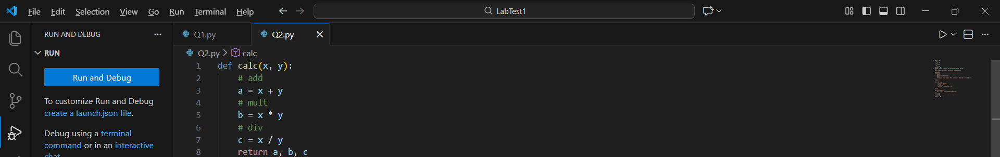 File Edit Selection View Go Run Terminal Help
LabTest1
RUN AND DEBUG
RUN
Run and Debug
To customize Run and Debug
create a launch.json file.
Debug using a terminal
command or in an interactive
chat
Q1.py
Q2.py
Q2.py > calc
1 def calc(x, y):
2 # add
3 a = x + y
4 # mult
5 b = x * y
6 # div
7 c = x / y
8 return a, b, c